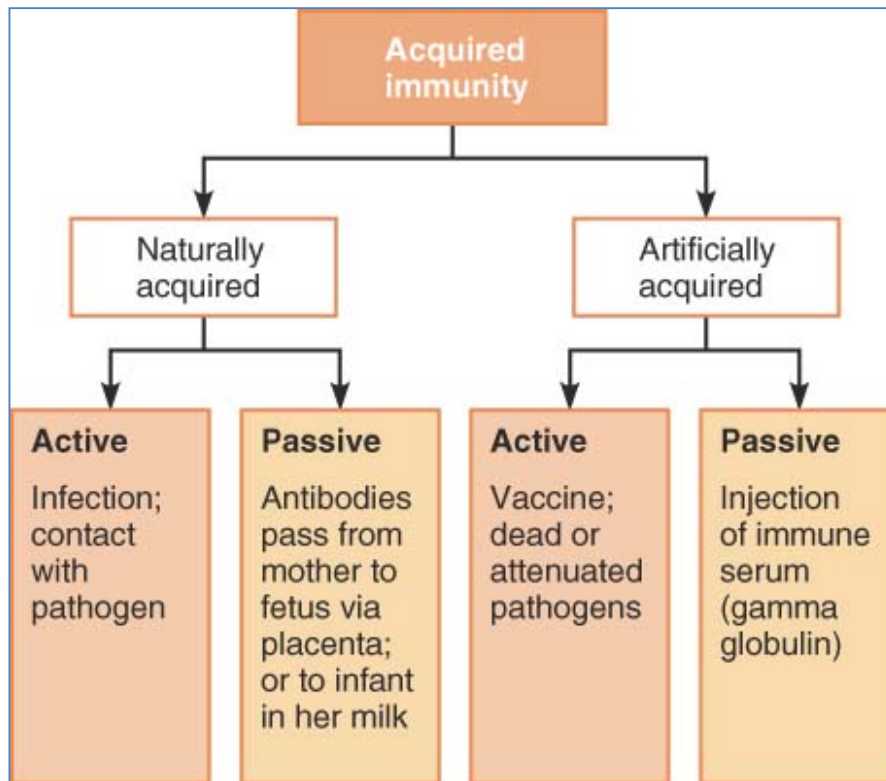 Acquired
immunity
Naturally
acquired
Artificially
acquired
Active
Infection;
contact
with
pathogen
Passive
Antibodies
pass from
mother to
fetus via
placenta;
or to infant
in her milk
Active
Vaccine;
dead or
attenuated
pathogens
Passive
Injection
of immune
serum
(gamma
globulin)